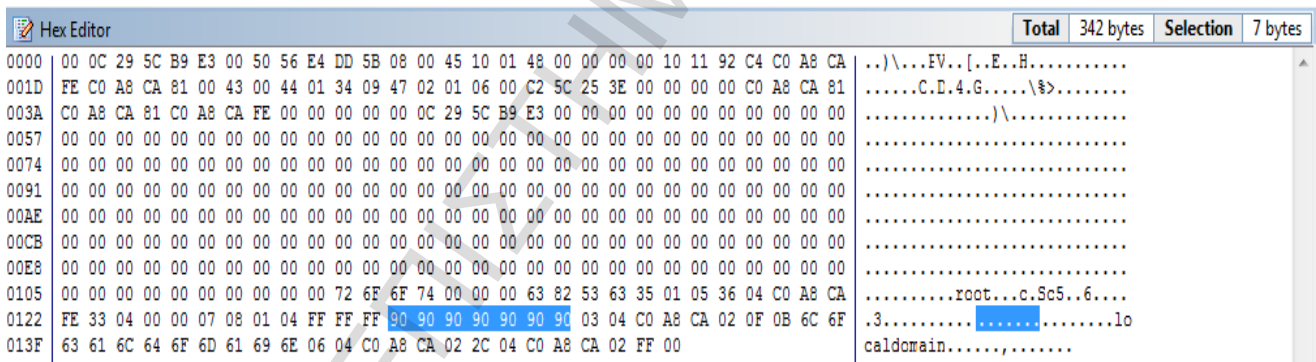 Hex Editor Total 342 bytes Selection 7 bytes
0000 00 0C 29 5C B9 E3 00 50 56 E4 DD 5B 08 00 45 10 01 48 00 00 00 00 10 11 92 C4 C0 A8 CA ..)\...PV..[..E..H...........
001D FE C0 A8 CA 81 00 43 00 44 01 34 09 47 02 01 06 00 C2 5C 25 3E 00 00 00 00 C0 A8 CA 81 ......C.D.4.G.....\%>........
003A C0 A8 CA 81 C0 A8 CA FE 00 00 00 00 00 0C 29 5C B9 E3 00 00 00 00 00 00 00 00 00 00 00 ..............)\.............
0057 00 00 00 00 00 00 00 00 00 00 00 00 00 00 00 00 00 00 00 00 00 00 00 00 00 00 00 00 00 .............................
0074 00 00 00 00 00 00 00 00 00 00 00 00 00 00 00 00 00 00 00 00 00 00 00 00 00 00 00 00 00 .............................
0091 00 00 00 00 00 00 00 00 00 00 00 00 00 00 00 00 00 00 00 00 00 00 00 00 00 00 00 00 00 .............................
00AE 00 00 00 00 00 00 00 00 00 00 00 00 00 00 00 00 00 00 00 00 00 00 00 00 00 00 00 00 00 .............................
00CB 00 00 00 00 00 00 00 00 00 00 00 00 00 00 00 00 00 00 00 00 00 00 00 00 00 00 00 00 00 .............................
00E8 00 00 00 00 00 00 00 00 00 00 00 00 00 00 00 00 00 00 00 00 00 00 00 00 00 00 00 00 00 .............................
0105 00 00 00 00 00 00 00 00 00 00 72 6F 6F 74 00 00 00 63 82 53 63 35 01 05 36 04 C0 A8 CA ..........root...c.Sc5..6....
0122 FE 33 04 00 00 07 08 01 04 FF FF FF 90 90 90 90 90 90 90 03 04 C0 A8 CA 02 0F 0B 6C 6F .3.........................lo
013F 63 61 6C 64 6F 6D 61 69 6E 06 04 C0 A8 CA 02 2C 04 C0 A8 CA 02 FF 00 caldomain......,.......